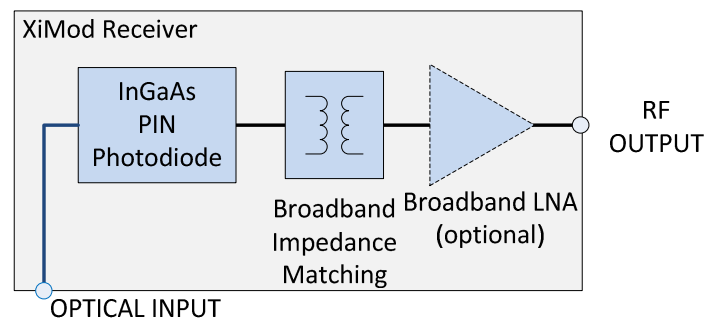 XiMod Receiver
InGaAs
PIN
Photodiode
Broadband
Impedance
Matching
Broadband LNA
(optional)
RF
OUTPUT
OPTICAL INPUT